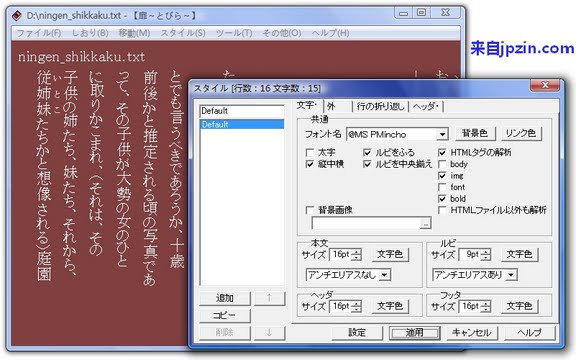 D:\ningen_shikkaku.txt - 【扉～とびら～】
ファイル(F) しおり(B) 移動(M) スタイル(S) ツール(T) その他(O) ヘルプ(H)
来自jpzin.com
ningen_shikkaku.txt
とでも言うべきであろうか、十歳
前後かと推定される頃の写真であ
って、その子供が大勢の女のひと
に取りかこまれ、（それは、その
子供の姉たち、妹たち、それから、
従姉妹たちかと想像される）庭園
いとこ
スタイル [行数：16 文字数：15]
Default
Default
追加
↑
コピー
削除
↓
文字・
外
行の折り返し
ヘッダ・
共通
フォント名
@MS PMincho
背景色
リンク色
太字
ルビをふる
HTMLタグの解析
縦中横
ルビを中央揃え
body
img
font
bold
背景画像
HTMLファイル以外も解析
...
本文
サイズ 16pt 文字色
アンチエリアスなし
ルビ
サイズ 9pt 文字色
アンチエリアスあり
ヘッダ
サイズ 16pt 文字色
フッタ
サイズ 16pt 文字色
設定
適用
キャンセル
ヘルプ